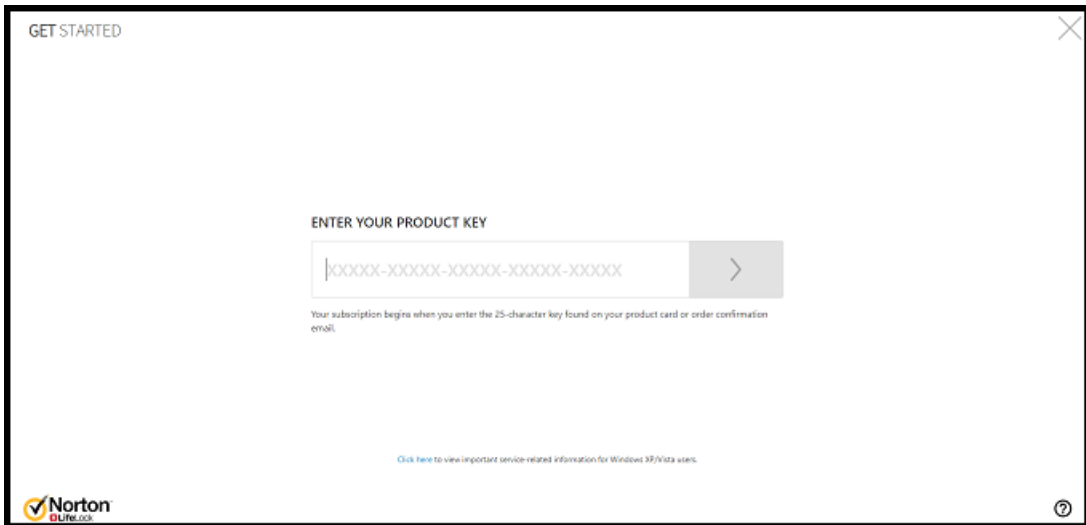 GET STARTED
ENTER YOUR PRODUCT KEY
XXXXX-XXXXX-XXXXX-XXXXX-XXXXX
Your subscription begins when you enter the 25-character key found on your product card or order confirmation
email.
Click here to view important service-related information for Windows XP/Vista users.
Norton
LifeLock